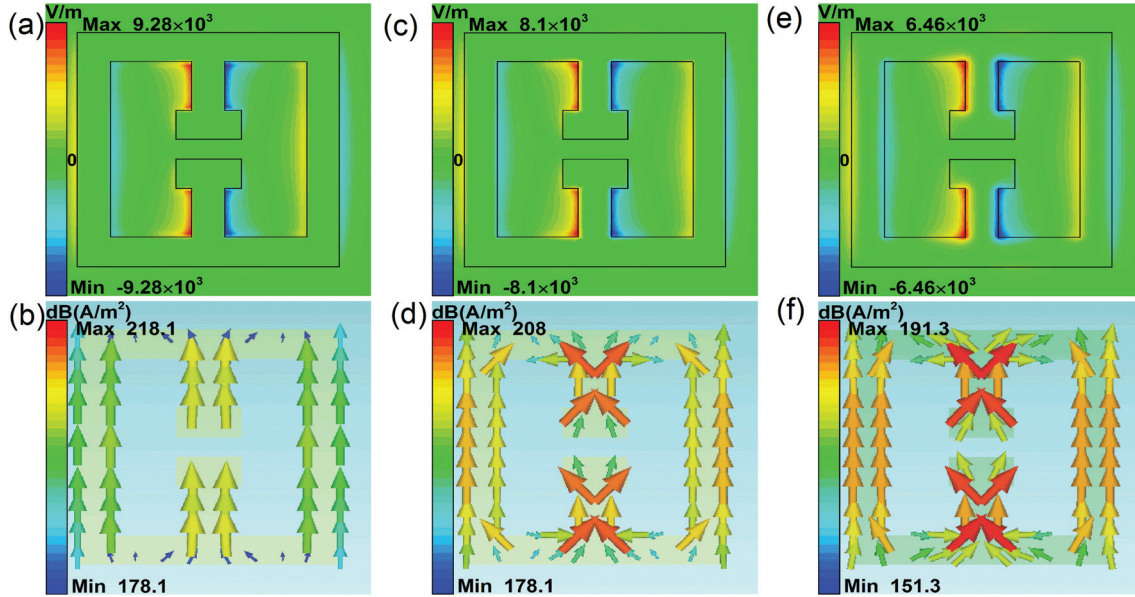 (a) V/m
Max 9.28×10³
0
Min -9.28×10³
(c) V/m
Max 8.1×10³
0
Min -8.1×10³
(e) V/m
Max 6.46×10³
0
Min -6.46×10³
(b) dB(A/m²)
Max 218.1
Min 178.1
(d) dB(A/m²)
Max 208
Min 178.1
(f) dB(A/m²)
Max 191.3
Min 151.3